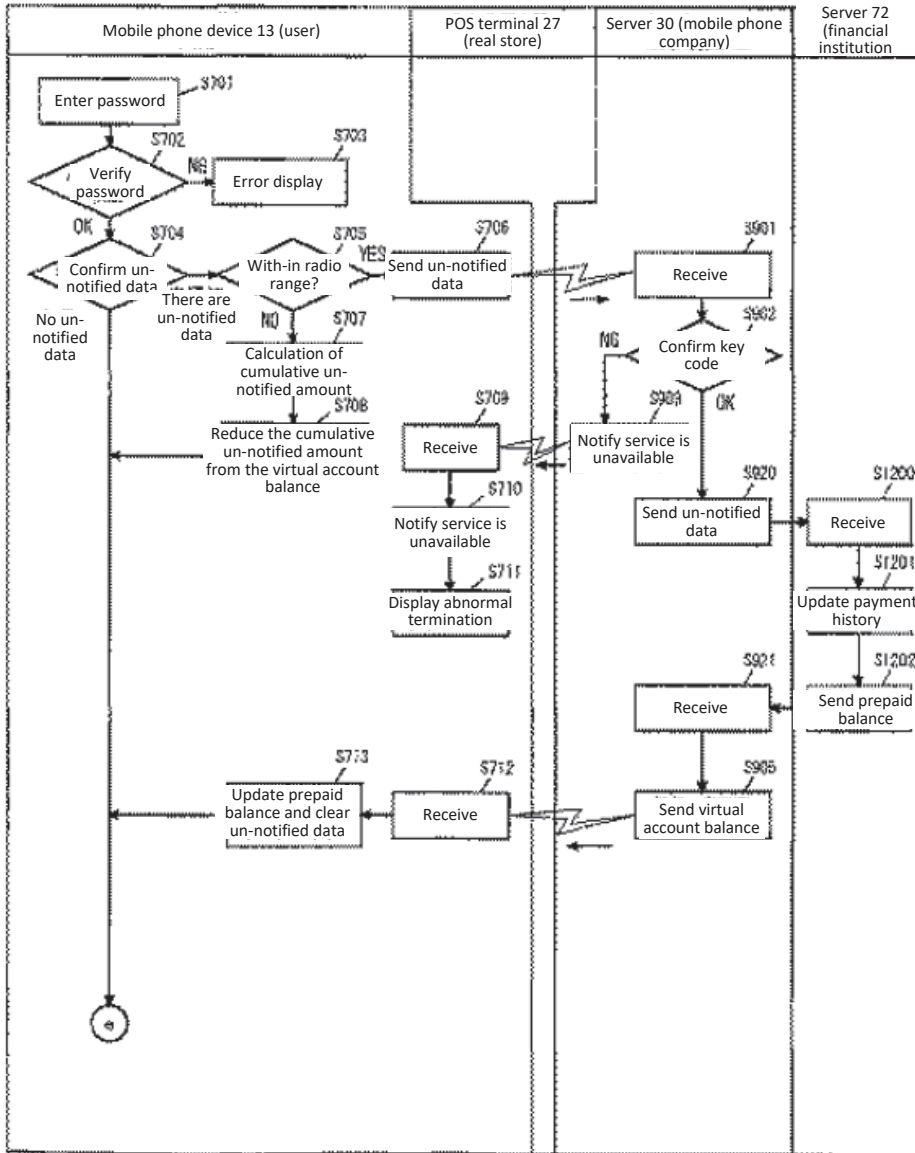 Mobile phone device 13 (user)
POS terminal 27
(real store)
Server 30 (mobile phone
company)
Server 72
(financial
institution
S701
Enter password
S702
Verify
password
NG
S703
Error display
OK
S704
Confirm un-
notified data
There are
un-notified
data
No un-
notified
data
S705
With-in radio
range?
YES
NO
S706
Send un-notified
data
S901
Receive
S902
Confirm key
code
NG
OK
S707
Calculation of
cumulative un-
notified amount
S708
Reduce the cumulative
un-notified amount
from the virtual account
balance
S709
Receive
S903
Notify service is
unavailable
S710
Notify service is
unavailable
S711
Display abnormal
termination
S920
Send un-notified
data
S1200
Receive
S1201
Update payment
history
S1202
Send prepaid
balance
S921
Receive
S905
Send virtual
account balance
S712
Receive
S713
Update prepaid
balance and clear
un-notified data